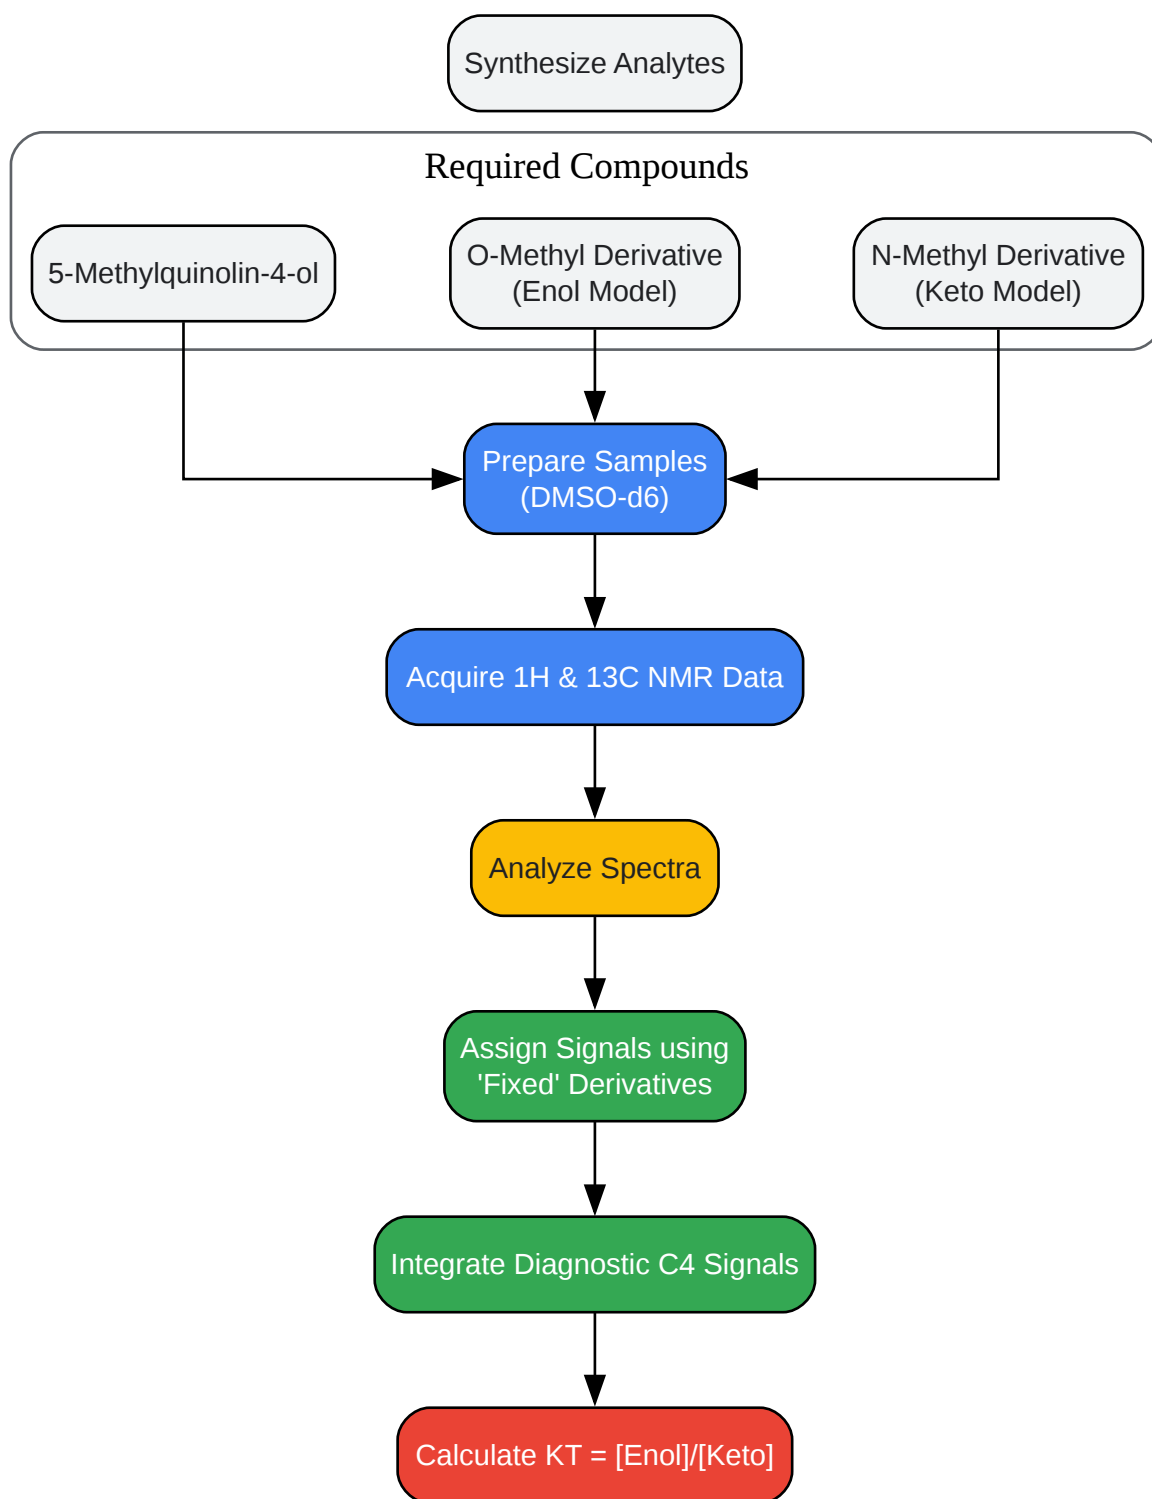 Synthesize Analytes
Required Compounds
5-Methylquinolin-4-ol
O-Methyl Derivative
(Enol Model)
N-Methyl Derivative
(Keto Model)
Prepare Samples
(DMSO-d6)
Acquire 1H & 13C NMR Data
Analyze Spectra
Assign Signals using
'Fixed' Derivatives
Integrate Diagnostic C4 Signals
Calculate KT = [Enol]/[Keto]